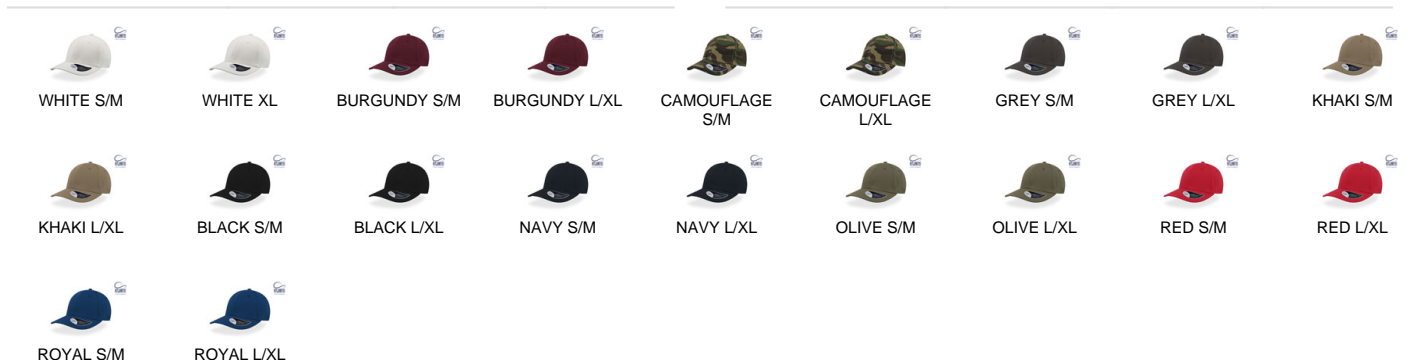 WHITE S/M
WHITE XL
BURGUNDY S/M
BURGUNDY L/XL
CAMOUFLAGE
S/M
CAMOUFLAGE
L/XL
GREY S/M
GREY L/XL
KHAKI S/M
KHAKI L/XL
BLACK S/M
BLACK L/XL
NAVY S/M
NAVY L/XL
OLIVE S/M
OLIVE L/XL
RED S/M
RED L/XL
ROYAL S/M
ROYAL L/XL